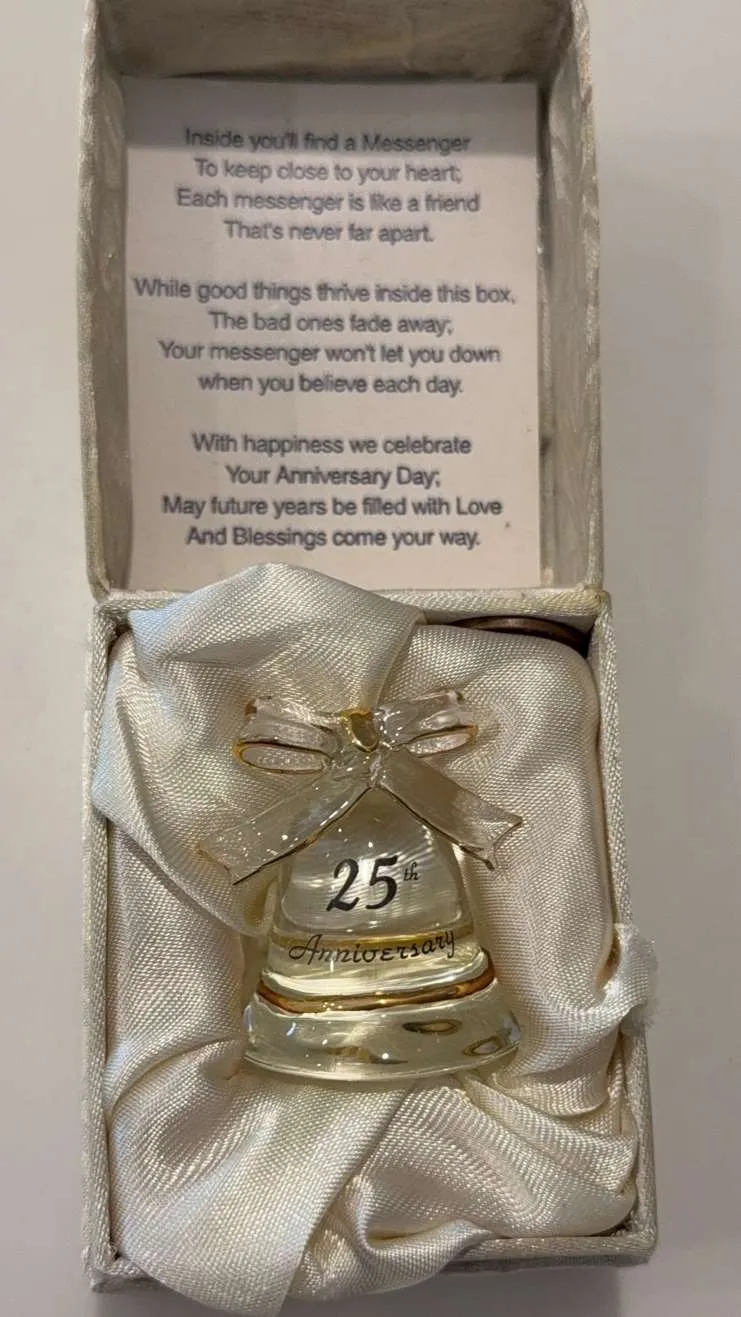 Inside you'll find a Messenger
To keep close to your heart;
Each messenger is like a friend
That's never far apart.
While good things thrive inside this box,
The bad ones fade away;
Your messenger won't let you down
when you believe each day.
With happiness we celebrate
Your Anniversary Day;
May future years be filled with Love
And Blessings come your way.
25th
Anniversary